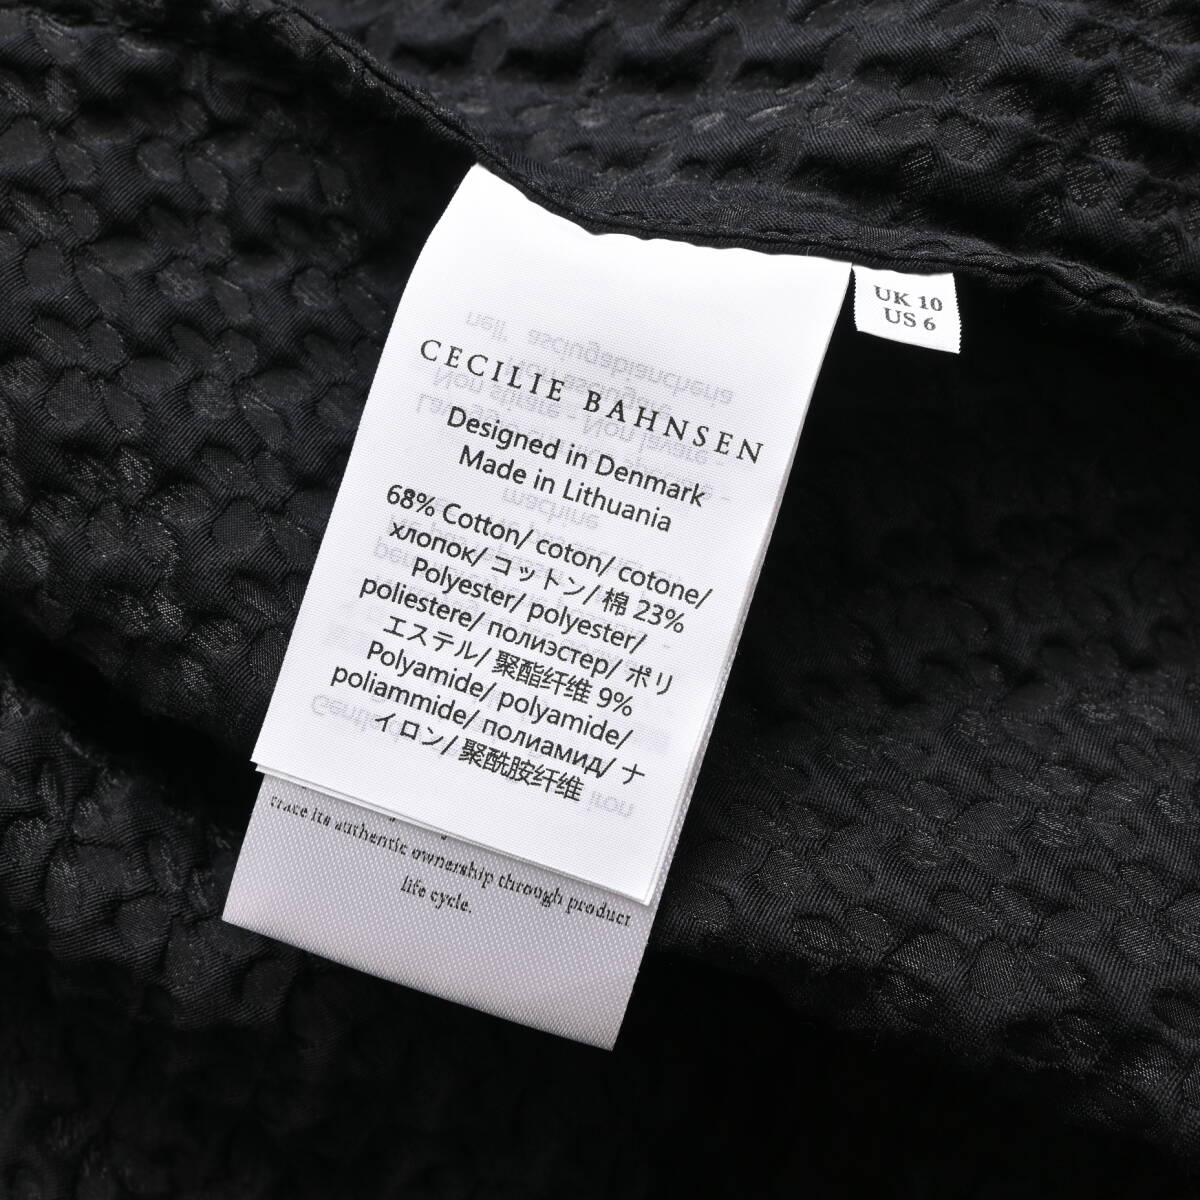 UK 10
US 6
CECILIE BAHNSEN
Designed in Denmark
Made in Lithuania
68% Cotton/ coton/ cotone/
хлопок/ コットン/ 棉 23%
Polyester/ polyester/
poliestere/ полиэстер/ ポリ
エステル/ 聚酯纤维 9%
Polyamide/ polyamide/
poliammide/ полиамид/ ナ
イロン/ 聚酰胺纤维
trace its authentic ownership through product
life cycle.